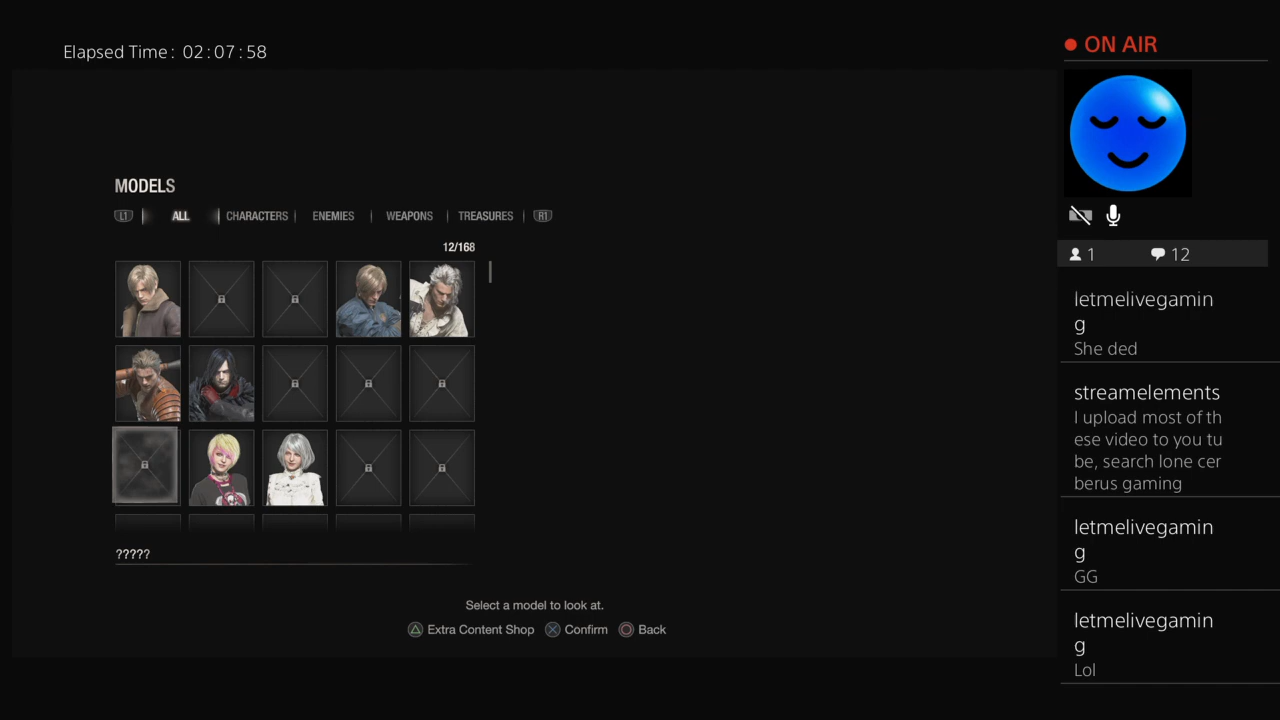 Elapsed Time: 02:07:58
ON AIR
MODELS
L1 ALL CHARACTERS ENEMIES WEAPONS TREASURES R1
12/168
?????
Select a model to look at.
Extra Content Shop Confirm Back
1 12
letmelivegamin
g
She ded
streamelements
I upload most of th
ese video to you tu
be, search lone cer
berus gaming
letmelivegamin
g
GG
letmelivegamin
g
Lol